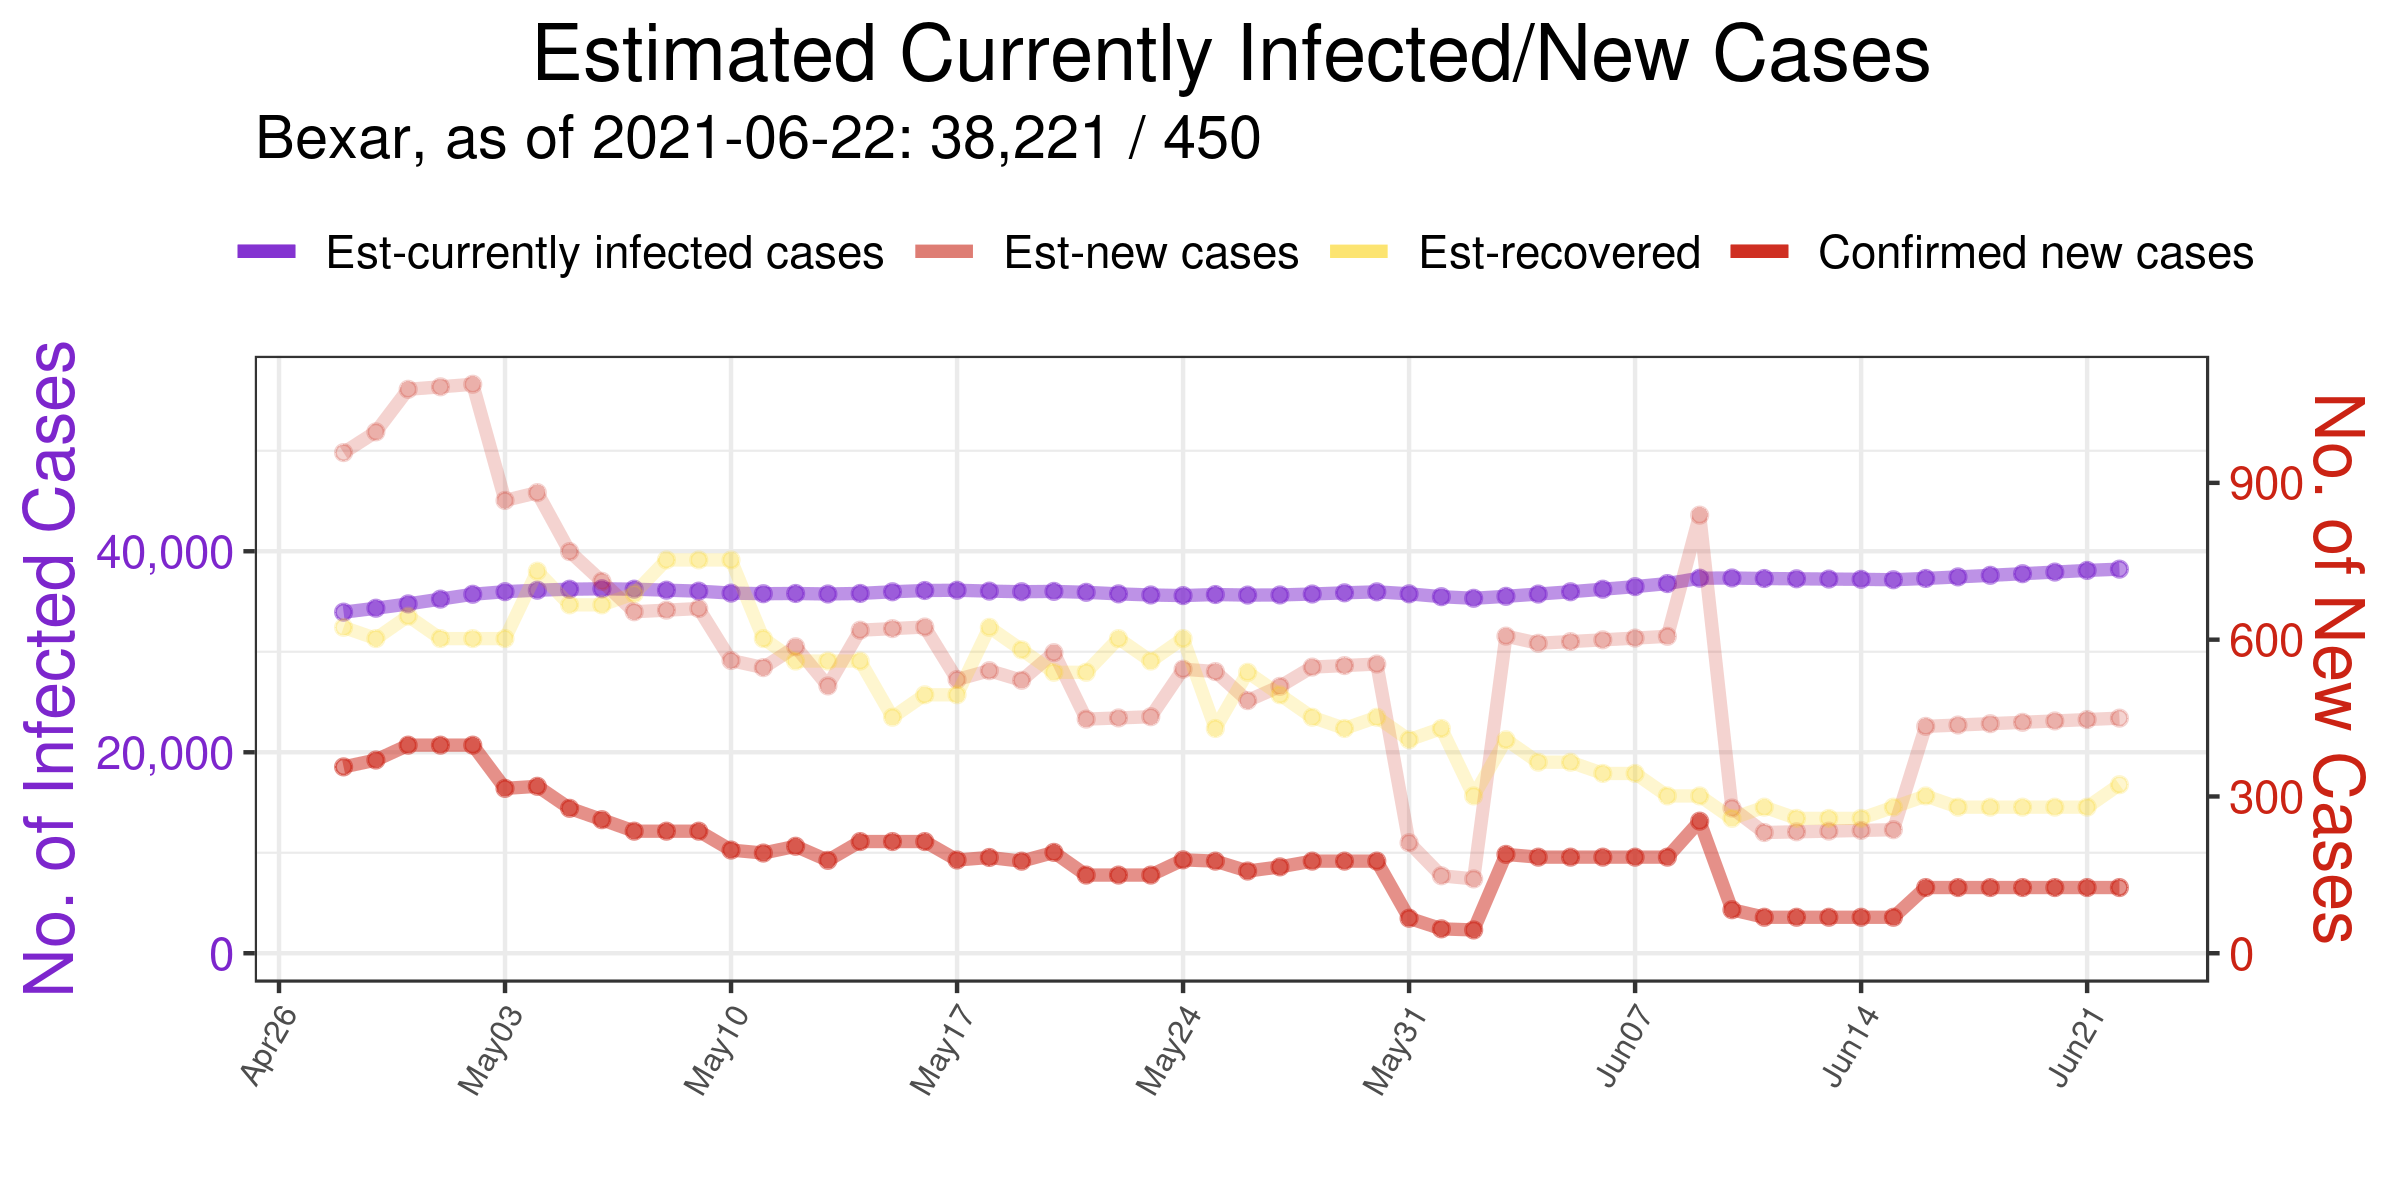 Estimated Currently Infected/New Cases
Bexar, as of 2021-06-22: 38,221 / 450
Est-currently infected cases Est-new cases Est-recovered Confirmed new cases
No. of Infected Cases
40,000
20,000
0
900
600
300
0
No. of New Cases
Apr26 May03 May10 May17 May24 May31 Jun07 Jun14 Jun21